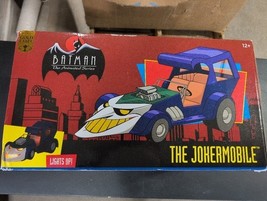 BATMAN
The Animated Series
12+
THE JOKERMOBILE
LIGHTS UP!